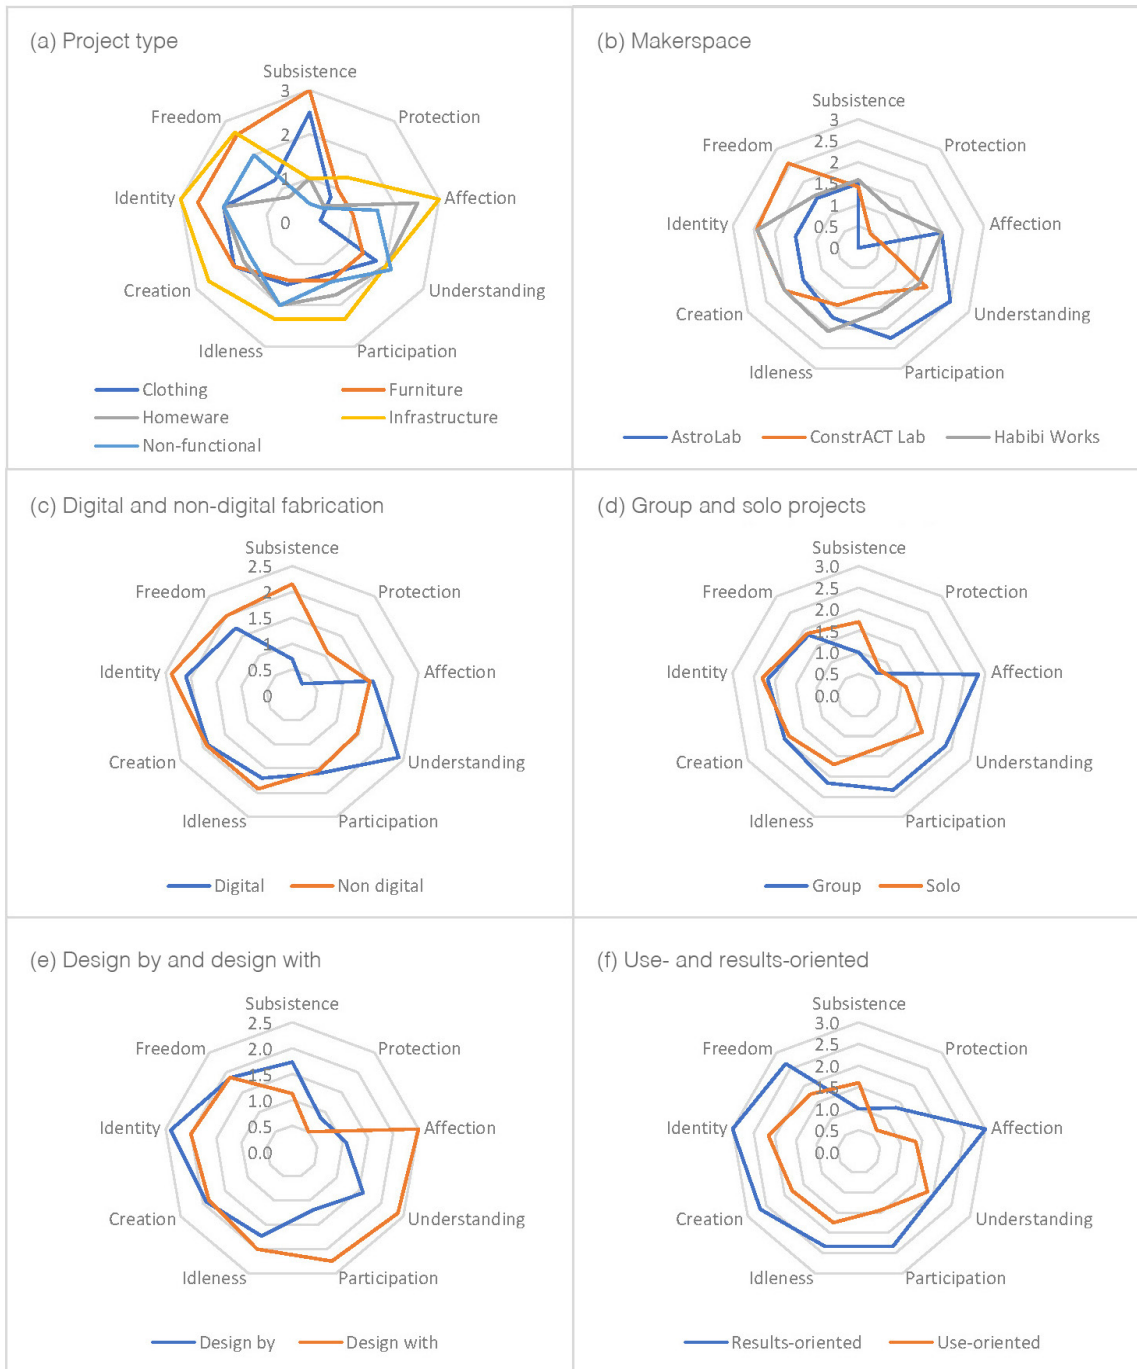 (a) Project type
Subsistence
3
Freedom
Protection
2
1
Identity
Affection
0
Creation
Understanding
Idleness
Participation
Clothing
Furniture
Homeware
Infrastructure
Non-functional
(b) Makerspace
Subsistence
3
Freedom
2.5
Protection
2
1.5
Identity
1
Affection
0.5
0
Creation
Understanding
Idleness
Participation
AstroLab
ConstrACT Lab
Habibi Works
(c) Digital and non-digital fabrication
Subsistence
2.5
Freedom
2
Protection
1.5
Identity
1
Affection
0.5
0
Creation
Understanding
Idleness
Participation
Digital
Non digital
(d) Group and solo projects
Subsistence
3.0
Freedom
2.5
Protection
2.0
1.5
Identity
1.0
Affection
0.5
0.0
Creation
Understanding
Idleness
Participation
Group
Solo
(e) Design by and design with
Subsistence
2.5
Freedom
2.0
Protection
1.5
Identity
1.0
Affection
0.5
0.0
Creation
Understanding
Idleness
Participation
Design by
Design with
(f) Use- and results-oriented
Subsistence
3.0
Freedom
2.5
Protection
2.0
1.5
Identity
1.0
Affection
0.5
0.0
Creation
Understanding
Idleness
Participation
Results-oriented
Use-oriented